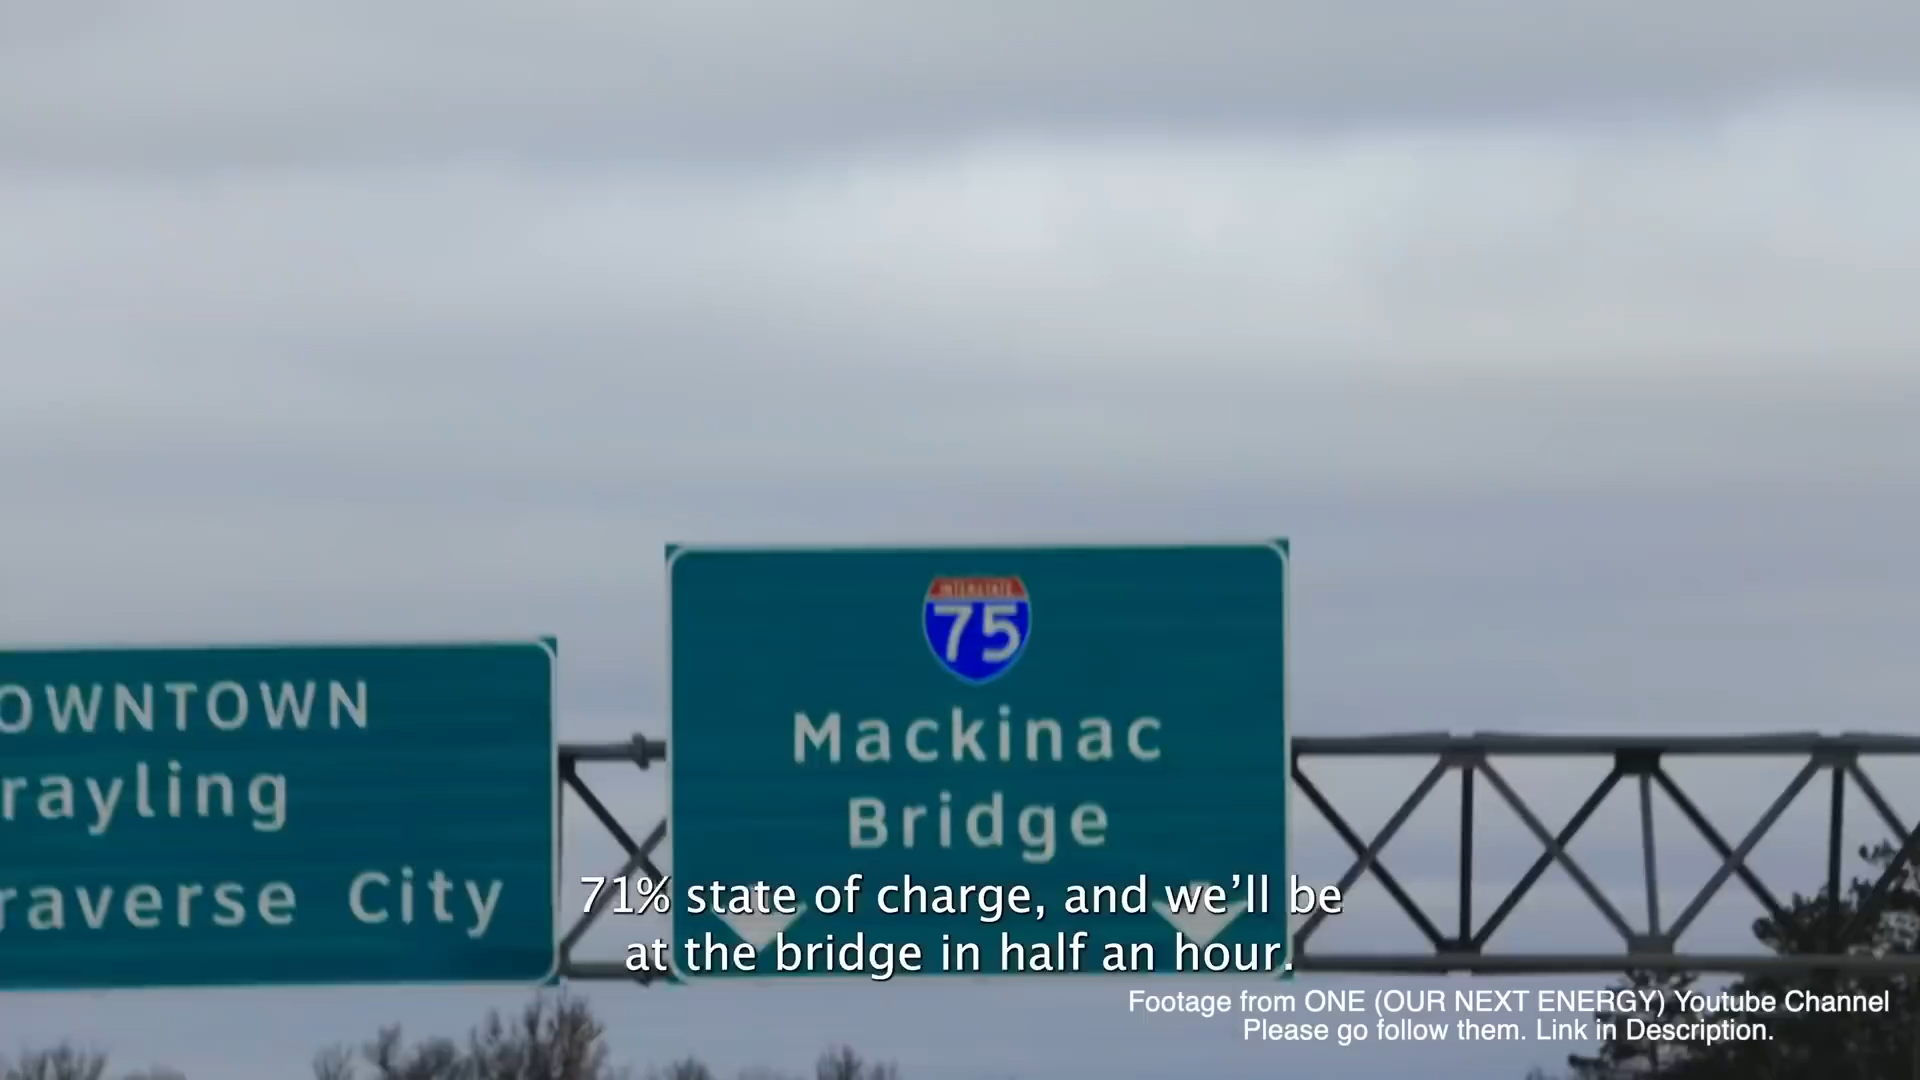 OWNTOWN
rayling
raverse City
INTERSTATE
75
Mackinac
Bridge
71% state of charge, and we’ll be
at the bridge in half an hour.
Footage from ONE (OUR NEXT ENERGY) Youtube Channel
Please go follow them. Link in Description.